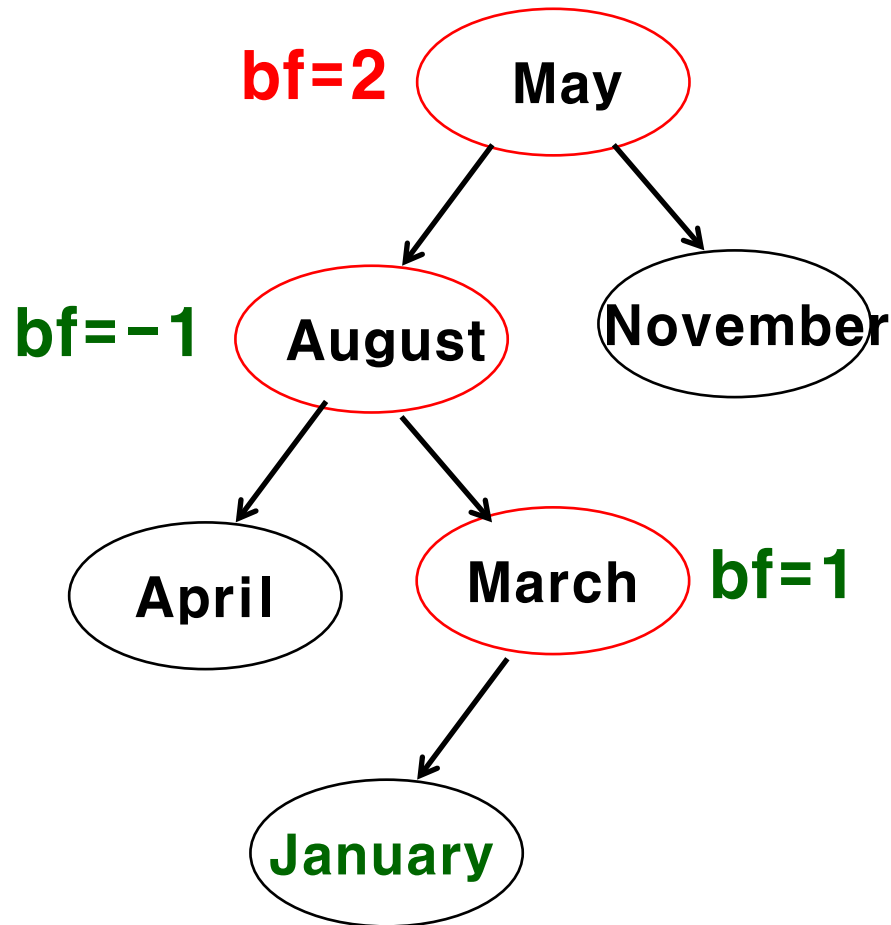 bf=2
May
bf=-1
August
November
April
March
bf=1
January